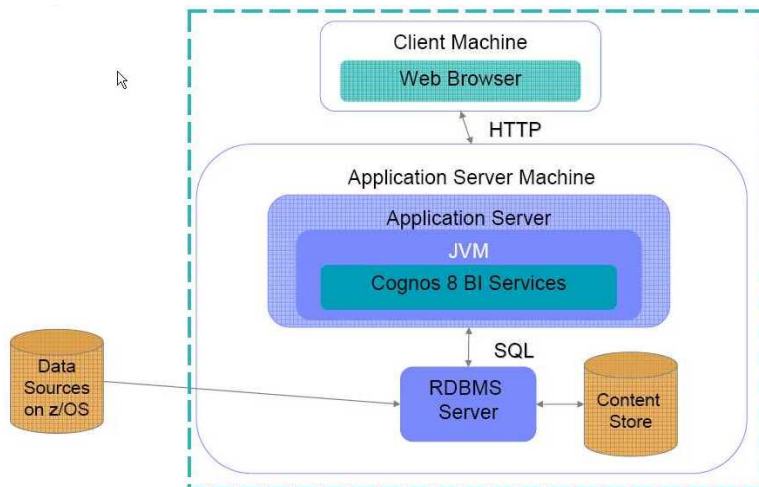 Client Machine
Web Browser
HTTP
Application Server Machine
Application Server
JVM
Cognos 8 BI Services
SQL
Data
Sources
on z/OS
RDBMS
Server
Content
Store